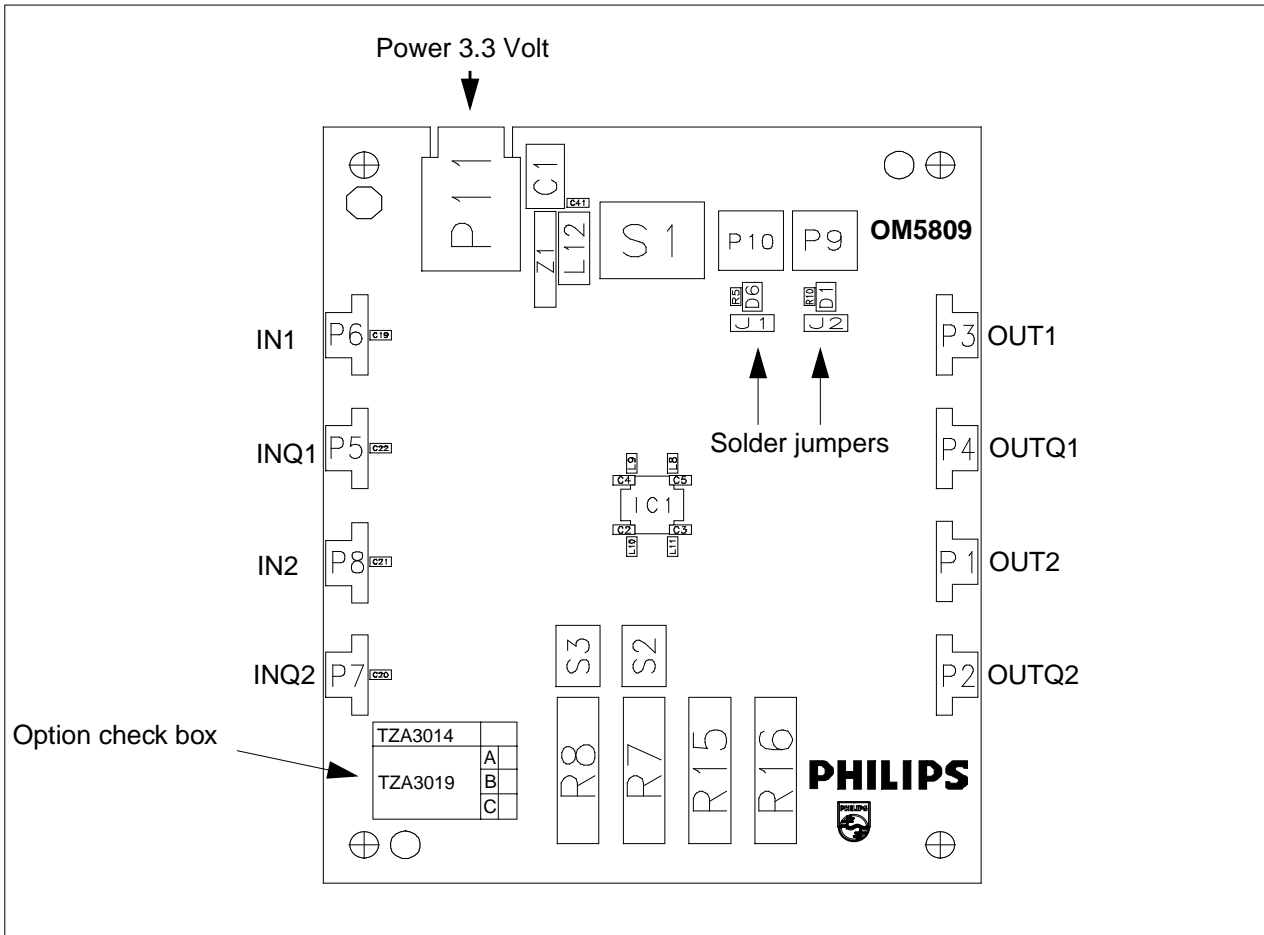 Power 3.3 Volt
P11
C1
C41
Z1
L12
S1
P10
P9
OM5809
R5
D6
R10
D1
J1
J2
IN1
P6
C19
P3
OUT1
Solder jumpers
INQ1
P5
C22
P4
OUTQ1
L9
L8
C4
C5
IC1
C2
C3
L10
L11
IN2
P8
C21
P1
OUT2
INQ2
P7
C20
S3
S2
P2
OUTQ2
Option check box
TZA3014
TZA3019
A
B
C
R8
R7
R15
R16
PHILIPS
PHILIPS